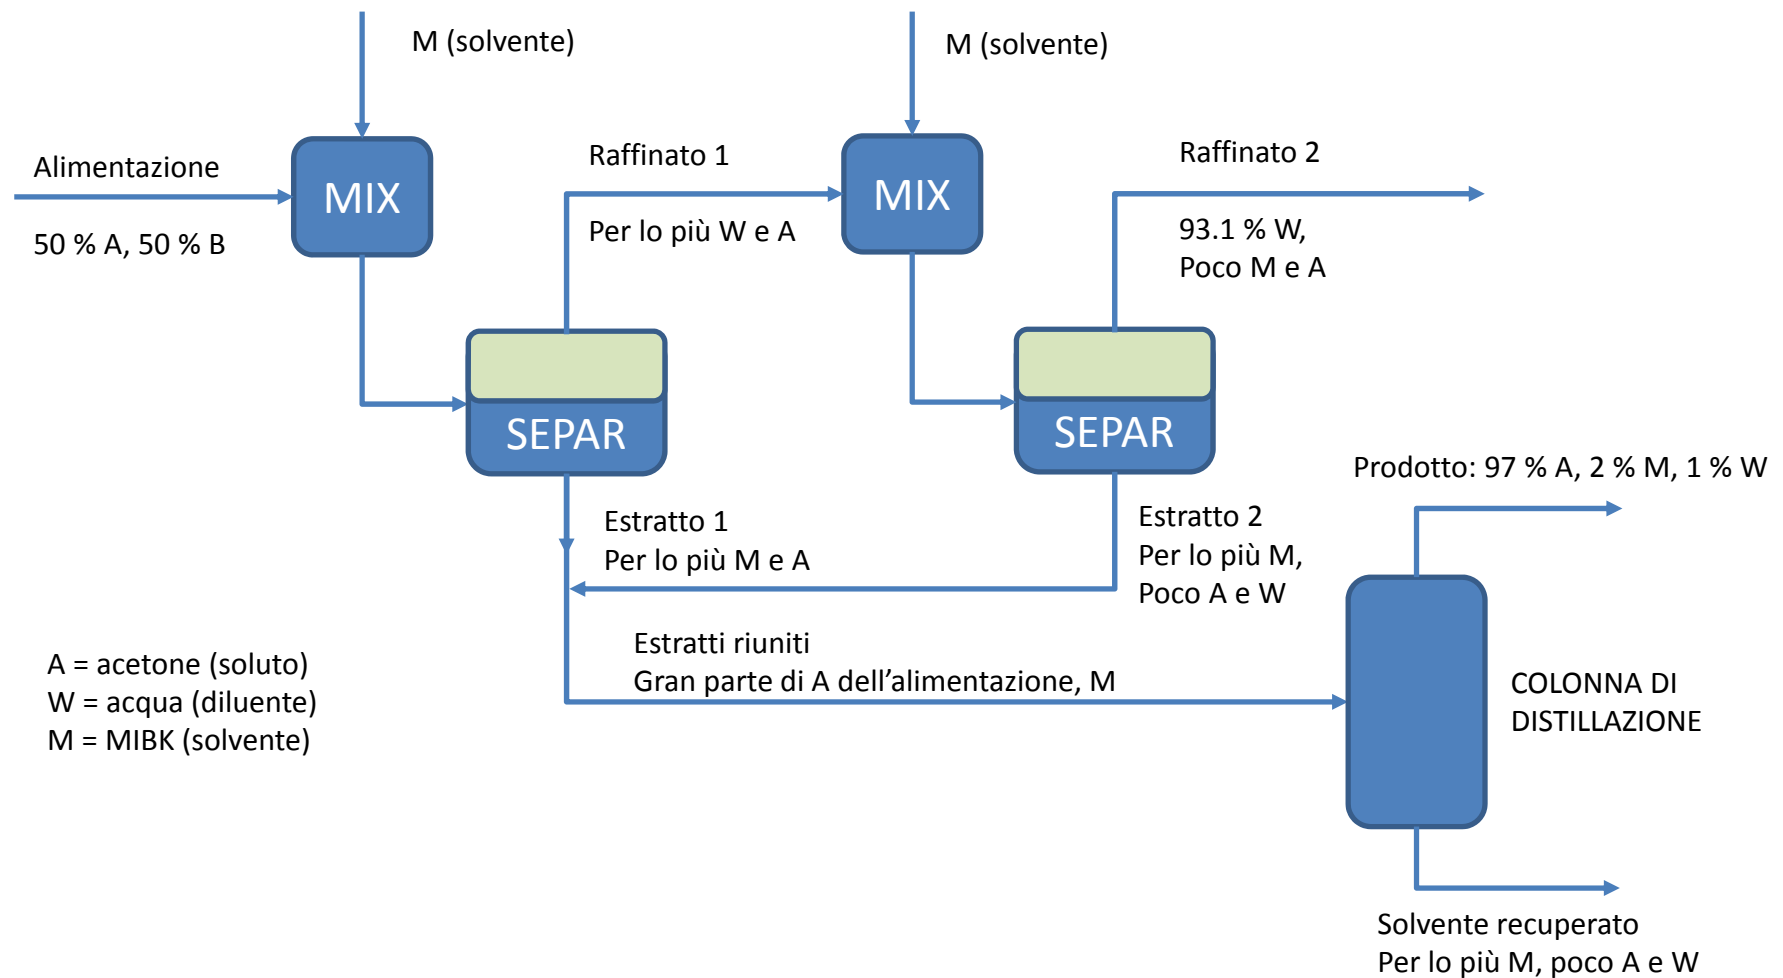 M (solvente)
M (solvente)
Alimentazione
50 % A, 50 % B
MIX
Raffinato 1
Per lo più W e A
MIX
Raffinato 2
93.1 % W,
Poco M e A
SEPAR
SEPAR
Estratto 1
Per lo più M e A
Estratto 2
Per lo più M,
Poco A e W
Prodotto: 97 % A, 2 % M, 1 % W
Estratti riuniti
Gran parte di A dell’alimentazione, M
A = acetone (soluto)
W = acqua (diluente)
M = MIBK (solvente)
COLONNA DI
DISTILLAZIONE
Solvente recuperato
Per lo più M, poco A e W